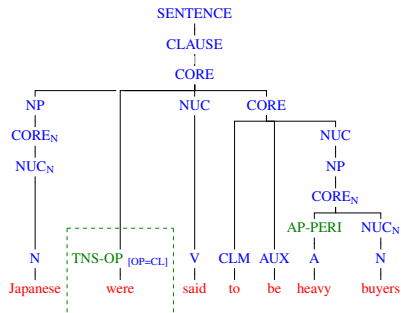 SENTENCE
CLAUSE
CORE
NP NUC CORE
CORE_N NUC
NUC_N NP
CORE_N
AP-PERI NUC_N
N TNS-OP [OP=CL] V CLM AUX A N
Japanese were said to be heavy buyers